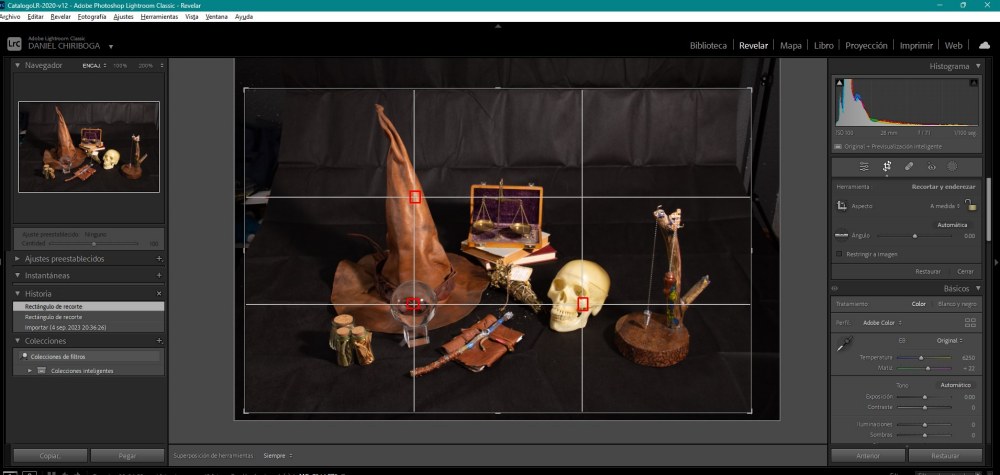 CatalogoLR-2020-v12 - Adobe Photoshop Lightroom Classic - Revelar
Archivo Editar Revelar Fotografía Ajustes Herramientas Vista Ventana Ayuda
LrC
Adobe Lightroom Classic
DANIEL CHIRIBOGA
Biblioteca | Revelar | Mapa | Libro | Proyección | Imprimir | Web
Navegador ENCAJ. 100% 200%
Histograma
ISO 100 28 mm 1/100 seg
Original + Previsualización inteligente
Herramienta: Recortar y enderezar
Aspecto A medida
Automática
Ángulo 0.00
Restringir a imagen
Restaurar Cerrar
Ajuste preestablecido: Ninguno
Cantidad 100
Ajustes preestablecidos
Instantáneas
Historia
Rectángulo de recorte
Rectángulo de recorte
Importar (4 sep. 2023 20:36:26)
Colecciones
Colecciones de filtros
Colecciones inteligentes
Básicos
Tratamiento: Color Blanco y negro
Perfil: Adobe Color
Original
Temperatura
Matiz + 22
Tono Automático
Exposición 0.00
Contraste 0
Iluminaciones 0
Sombras 0
Copiar... Pegar
Superposición de herramientas: Siempre
Anterior Restaurar